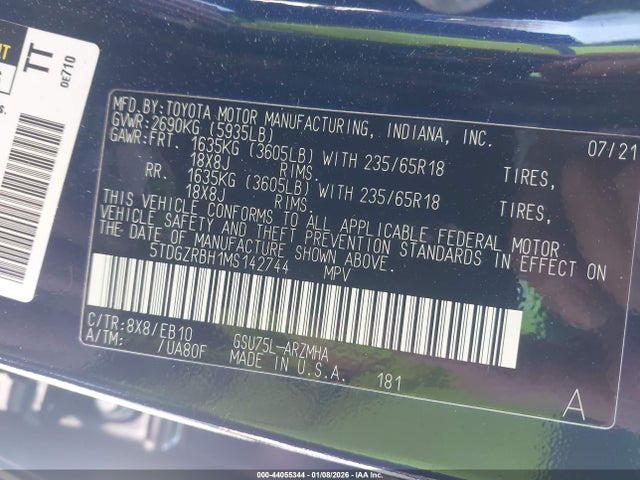 TT
0E710
MFD.BY:TOYOTA MOTOR MANUFACTURING, INDIANA, INC. 07/21
GVWR:2690KG (5935LB)
GAWR:FRT. 1635KG (3605LB) WITH 235/65R18 TIRES,
18X8J RIMS.
RR. 1635KG (3605LB) WITH 235/65R18 TIRES,
18X8J RIMS
THIS VEHICLE CONFORMS TO ALL APPLICABLE FEDERAL MOTOR
VEHICLE SAFETY AND THEFT PREVENTION STANDARDS IN EFFECT ON
THE DATE OF MANUFACTURE SHOWN ABOVE.
5TDGZRBH1MS142744 MPV
C/TR:8X8/EB10 GSU75L-ARZMHA
A/TM: /UA80F MADE IN U.S.A. 181 A
000-44055344 | 01/08/2026 - IAA Inc.